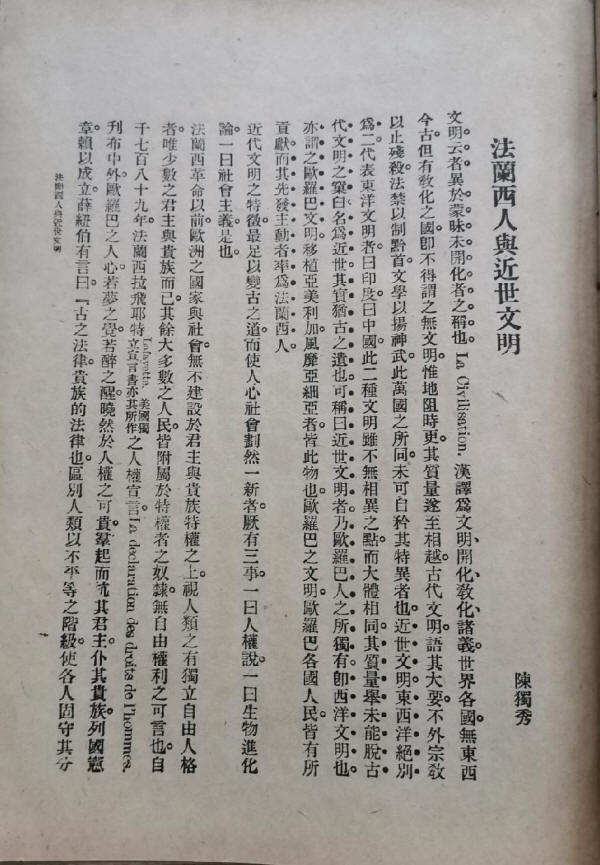 法蘭西人與近世文明
陳獨秀
文明云者。異於蒙昧未開化者之稱也。La Civilisation. 漢譯爲文明、開化、敎化、諸義。世界各國。無東西
今古。但有敎化之國。卽不得謂之無文明。惟地阻時更。其質量遂至相越。古代文明。語其大要。不外宗敎
以止殘殺。法禁以制黔首。文學以揚神武。此萬國之所同。未可自矜其特異者也。近世文明。東西洋絕別
爲二。代表東洋文明者。曰印度。曰中國。此二種文明。雖不無相異之點。而大體相同。其質量舉未能脫古
代文明之窠臼。名爲近世。其實猶古之遺也。可稱曰近世文明者。乃歐羅巴人之所獨有。卽西洋文明也。
亦謂之歐羅巴文明。移植亞美利加。風靡亞細亞者。皆此物也。歐羅巴之文明。歐羅巴各國人民。皆有所
貢獻。而其先發主動者。率爲法蘭西人。
近代文明之特徵。最足以變古之道。而使人心社會劃然一新者。厥有三事。一曰人權說。一曰生物進化
論。一曰社會主義。是也。
法蘭西革命以前。歐洲之國家與社會。無不建設於君主與貴族特權之上。視人類之有獨立自由人格
者。唯少數之君主與貴族而已。其餘大多數之人民。皆附屬於特權者之奴隸。無自由權利之可言也。自
千七百八十九年。法蘭西拉飛耶特Lafayette. 美國獨立宣言書亦其所作之人權宣言La declaration des droits de l'hommes.
刋布中外。歐羅巴之人心。若夢之覺。若醉之醒。曉然於人權之可貴。羣起而抗其君主。仆其貴族。列國憲
章。賴以成立。薛紐伯有言曰。『古之法律。貴族的法律也。區別人類以不平等之階級。使各人固守其分
法蘭西人與近世文明